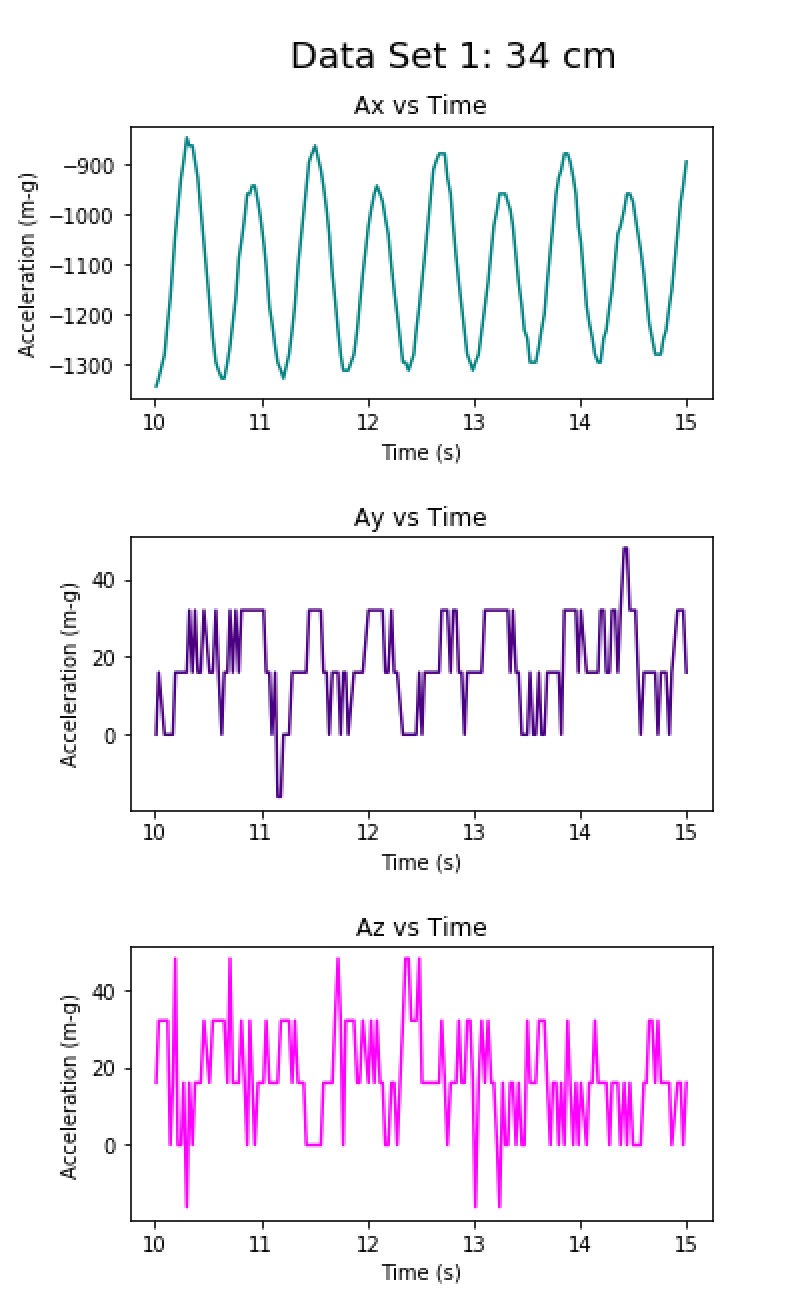 Data Set 1: 34 cm
Ax vs Time
Acceleration (m-g)
−900
−1000
−1100
−1200
−1300
10 11 12 13 14 15
Time (s)
Ay vs Time
Acceleration (m-g)
40
20
0
10 11 12 13 14 15
Time (s)
Az vs Time
Acceleration (m-g)
40
20
0
10 11 12 13 14 15
Time (s)